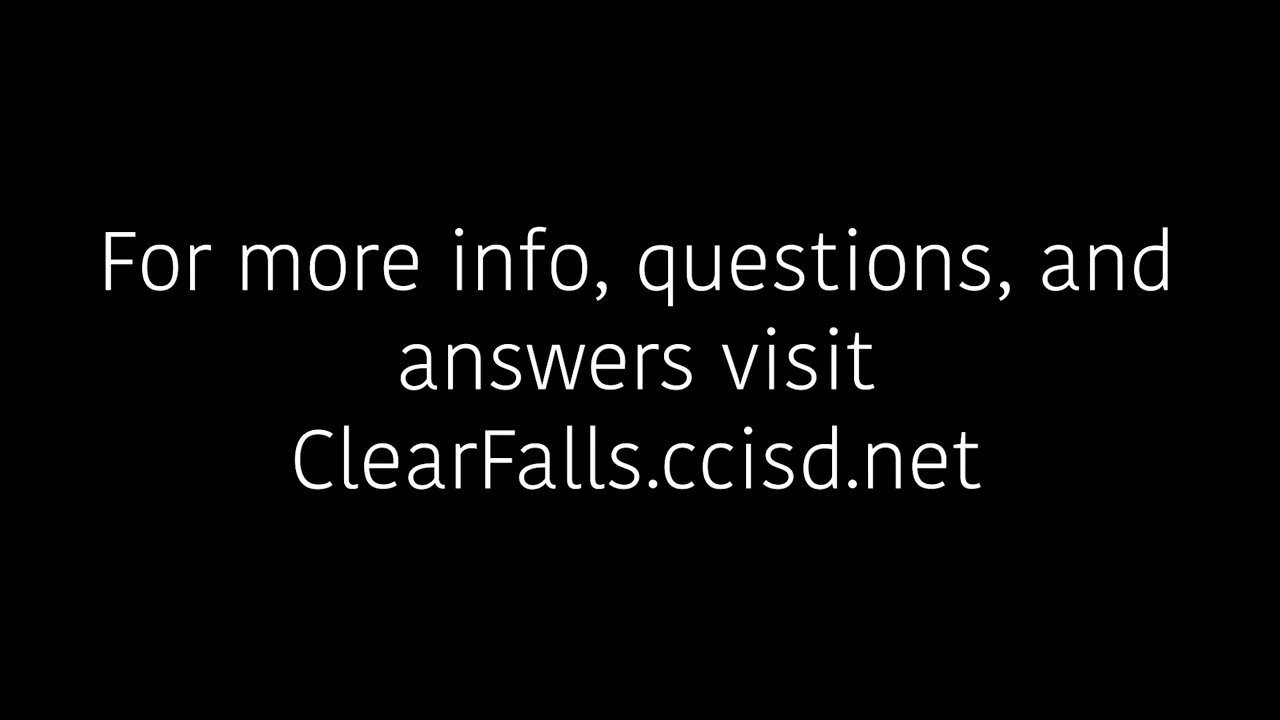 For more info, questions, and
answers visit
ClearFalls.ccisd.net